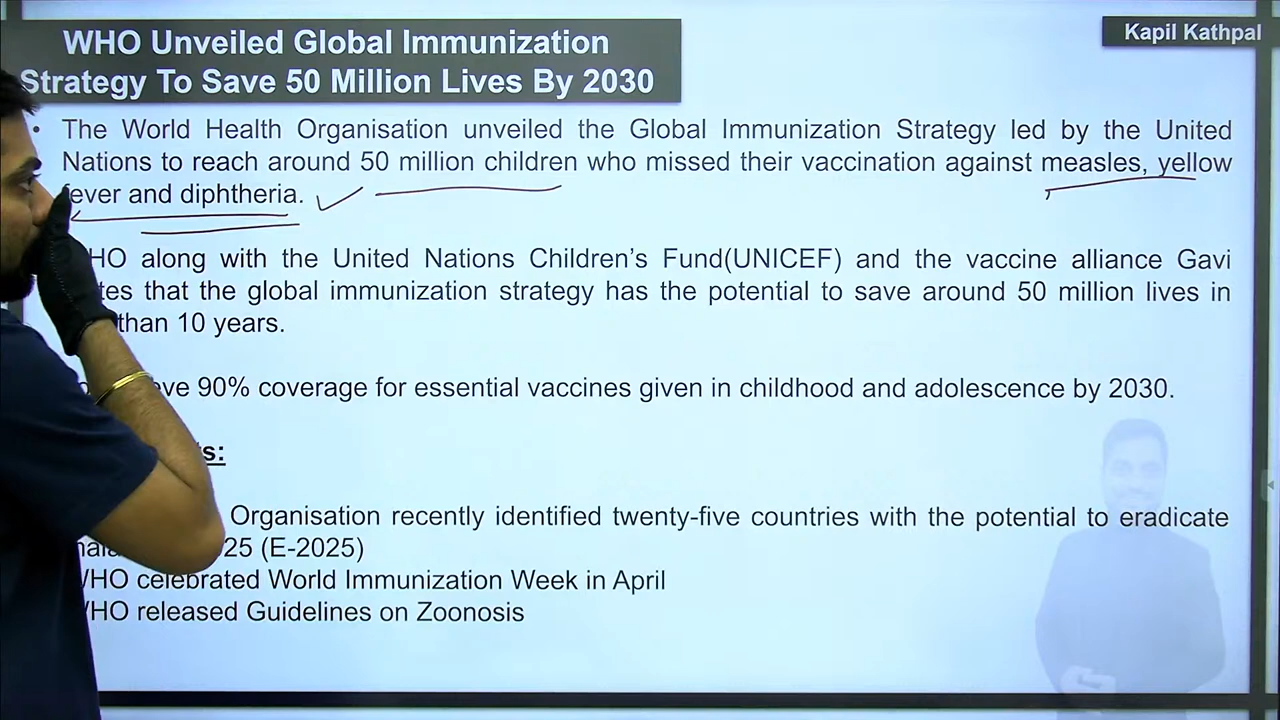 WHO Unveiled Global Immunization
Strategy To Save 50 Million Lives By 2030
Kapil Kathpal
• The World Health Organisation unveiled the Global Immunization Strategy led by the United
Nations to reach around 50 million children who missed their vaccination against measles, yellow
fever and diphtheria.
HO along with the United Nations Children's Fund(UNICEF) and the vaccine alliance Gavi
tes that the global immunization strategy has the potential to save around 50 million lives in
than 10 years.
90% coverage for essential vaccines given in childhood and adolescence by 2030.
s:
Organisation recently identified twenty-five countries with the potential to eradicate
25 (E-2025)
WHO celebrated World Immunization Week in April
WHO released Guidelines on Zoonosis